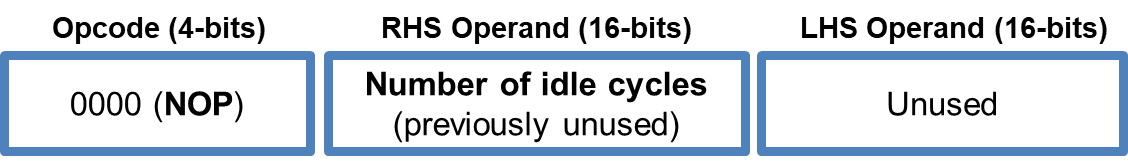 Opcode (4-bits)
RHS Operand (16-bits)
LHS Operand (16-bits)
0000 (NOP)
Number of idle cycles
(previously unused)
Unused